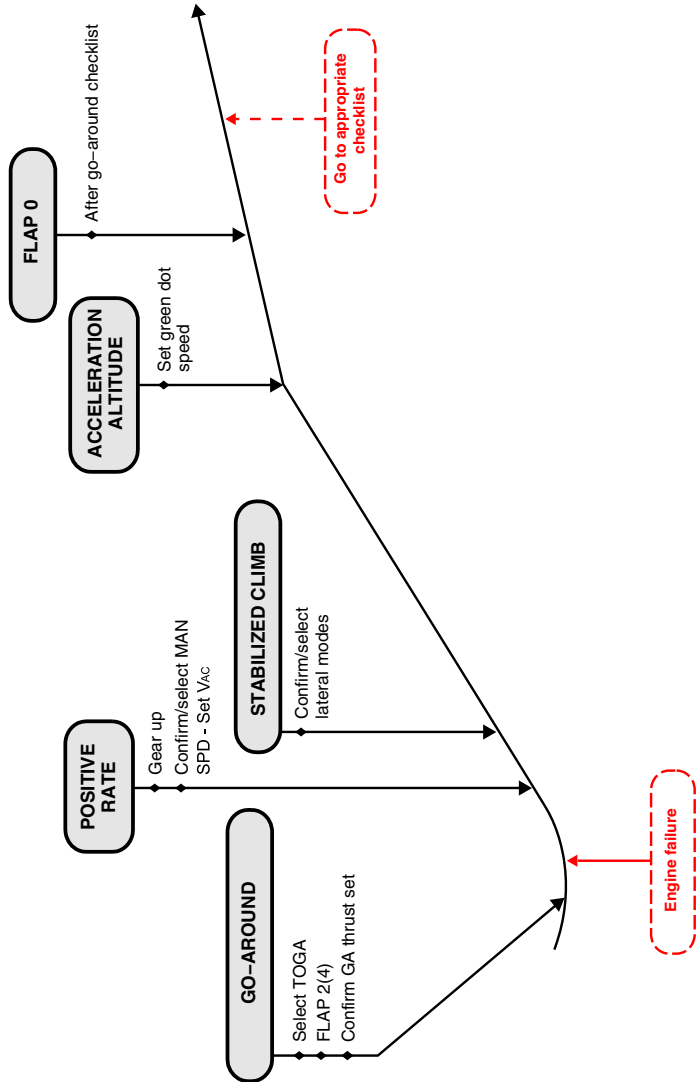 GO–AROUND
Select TOGA
FLAP 2(4)
Confirm GA thrust set
POSITIVE
RATE
Gear up
Confirm/select MAN
SPD - Set VAC
STABILIZED CLIMB
Confirm/select
lateral modes
ACCELERATION
ALTITUDE
Set green dot
speed
FLAP 0
After go–around checklist
Engine failure
Go to appropriate
checklist